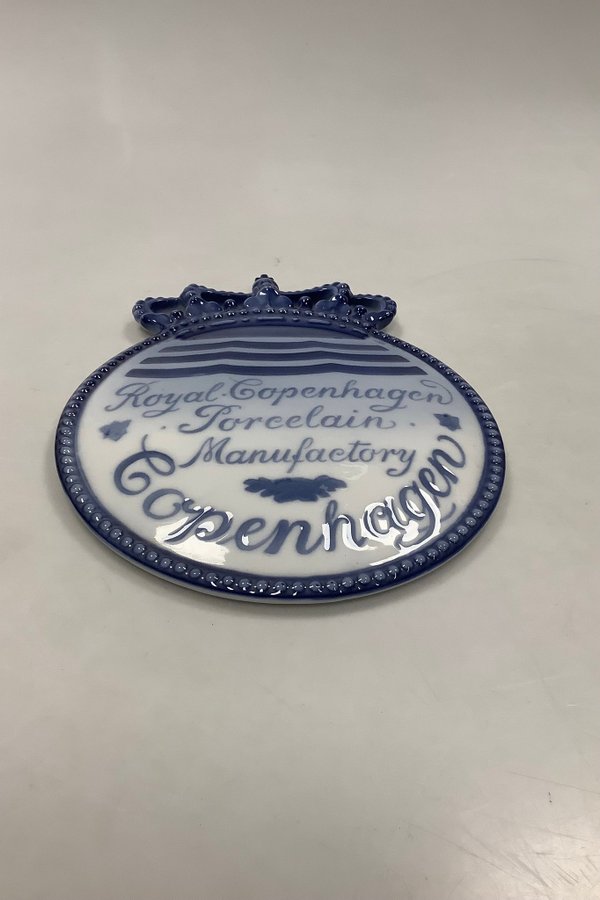 Royal·Copenhagen
·Porcelain·
Manufactory
Copenhagen